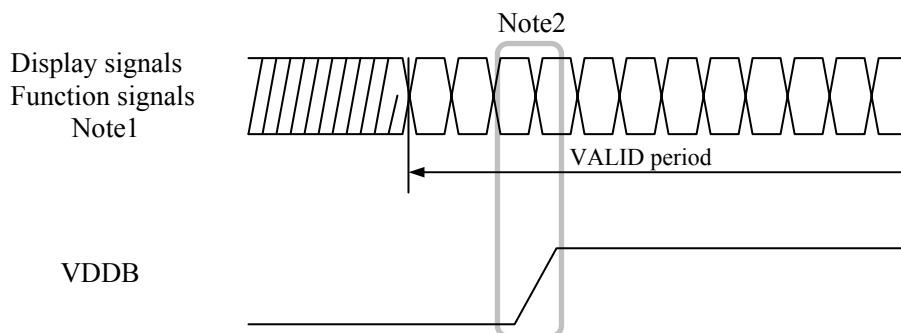 Note2
Display signals
Function signals
Note1
VALID period
VDDB